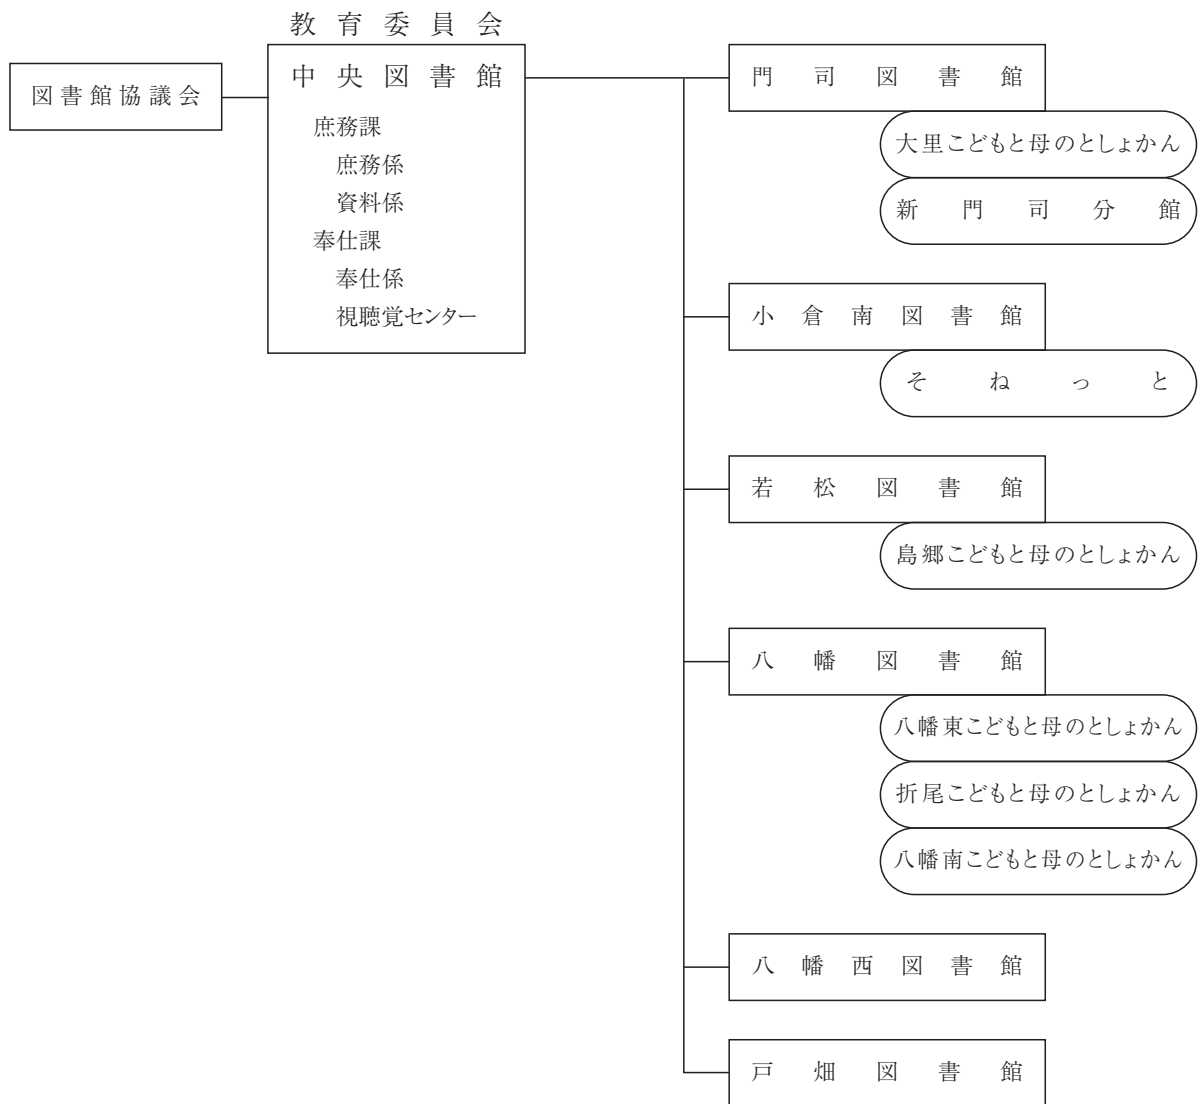 教育委員会
図書館協議会
中央図書館
庶務課
庶務係
資料係
奉仕課
奉仕係
視聴覚センター
門司図書館
大里こどもと母のとしょかん
新門司分館
小倉南図書館
そねっと
若松図書館
島郷こどもと母のとしょかん
八幡図書館
八幡東こどもと母のとしょかん
折尾こどもと母のとしょかん
八幡南こどもと母のとしょかん
八幡西図書館
戸畑図書館